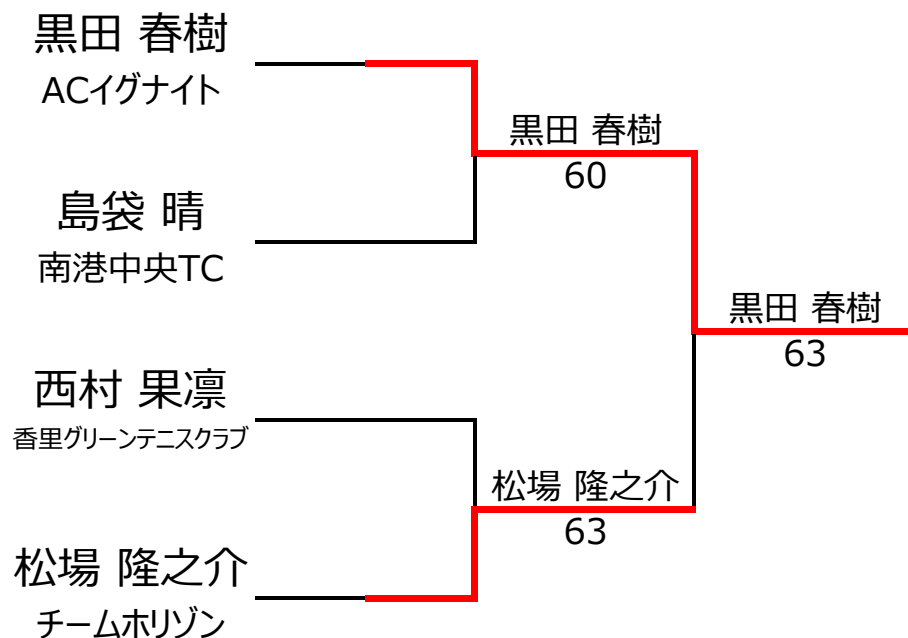 黒田 春樹
ACイグナイト
島袋 晴
南港中央TC
西村 果凛
香里グリーンテニスクラブ
松場 隆之介
チームホリゾン
黒田 春樹
60
松場 隆之介
63
黒田 春樹
63